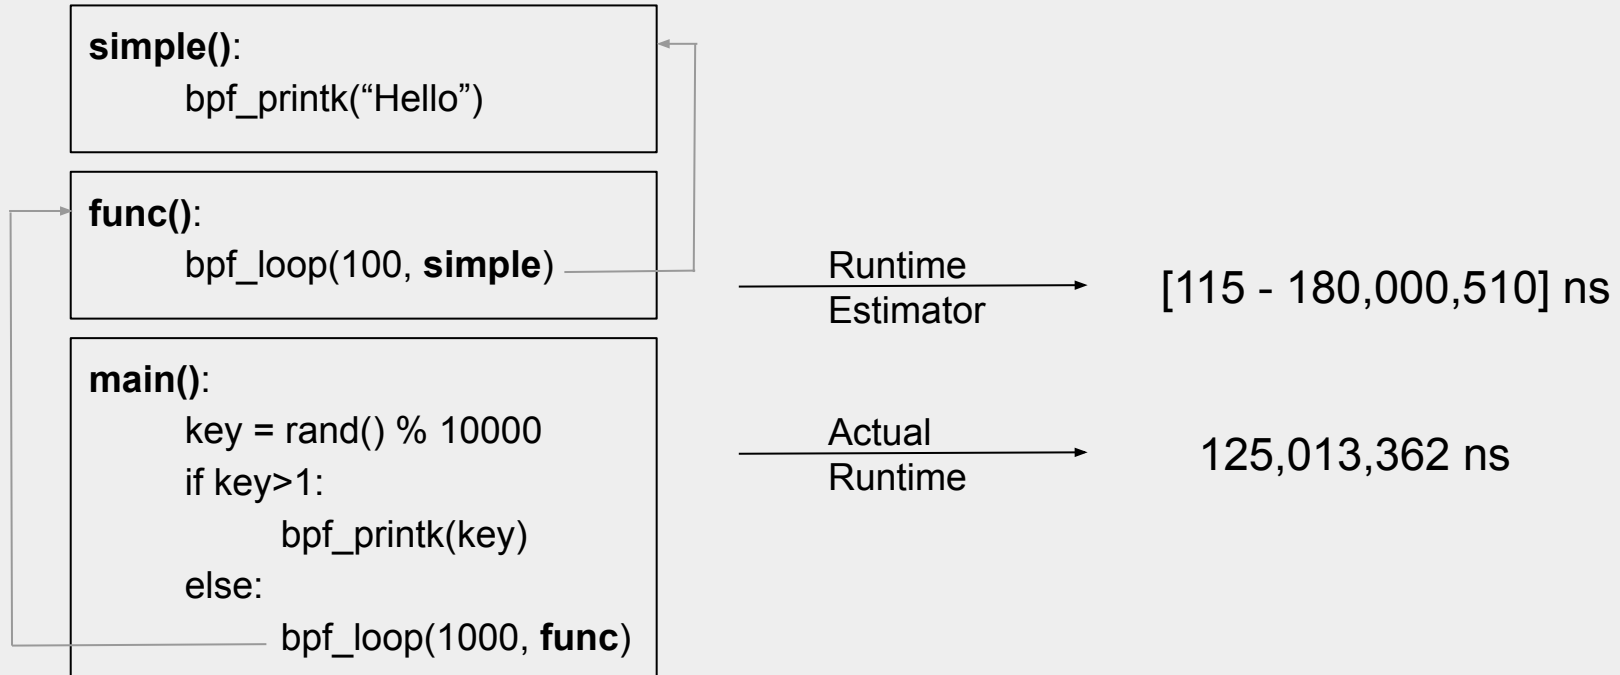 simple():
bpf_printk(“Hello”)
func():
bpf_loop(100, simple)
main():
key = rand() % 10000
if key>1:
bpf_printk(key)
else:
bpf_loop(1000, func)
Runtime
Estimator
[115 - 180,000,510] ns
Actual
Runtime
125,013,362 ns